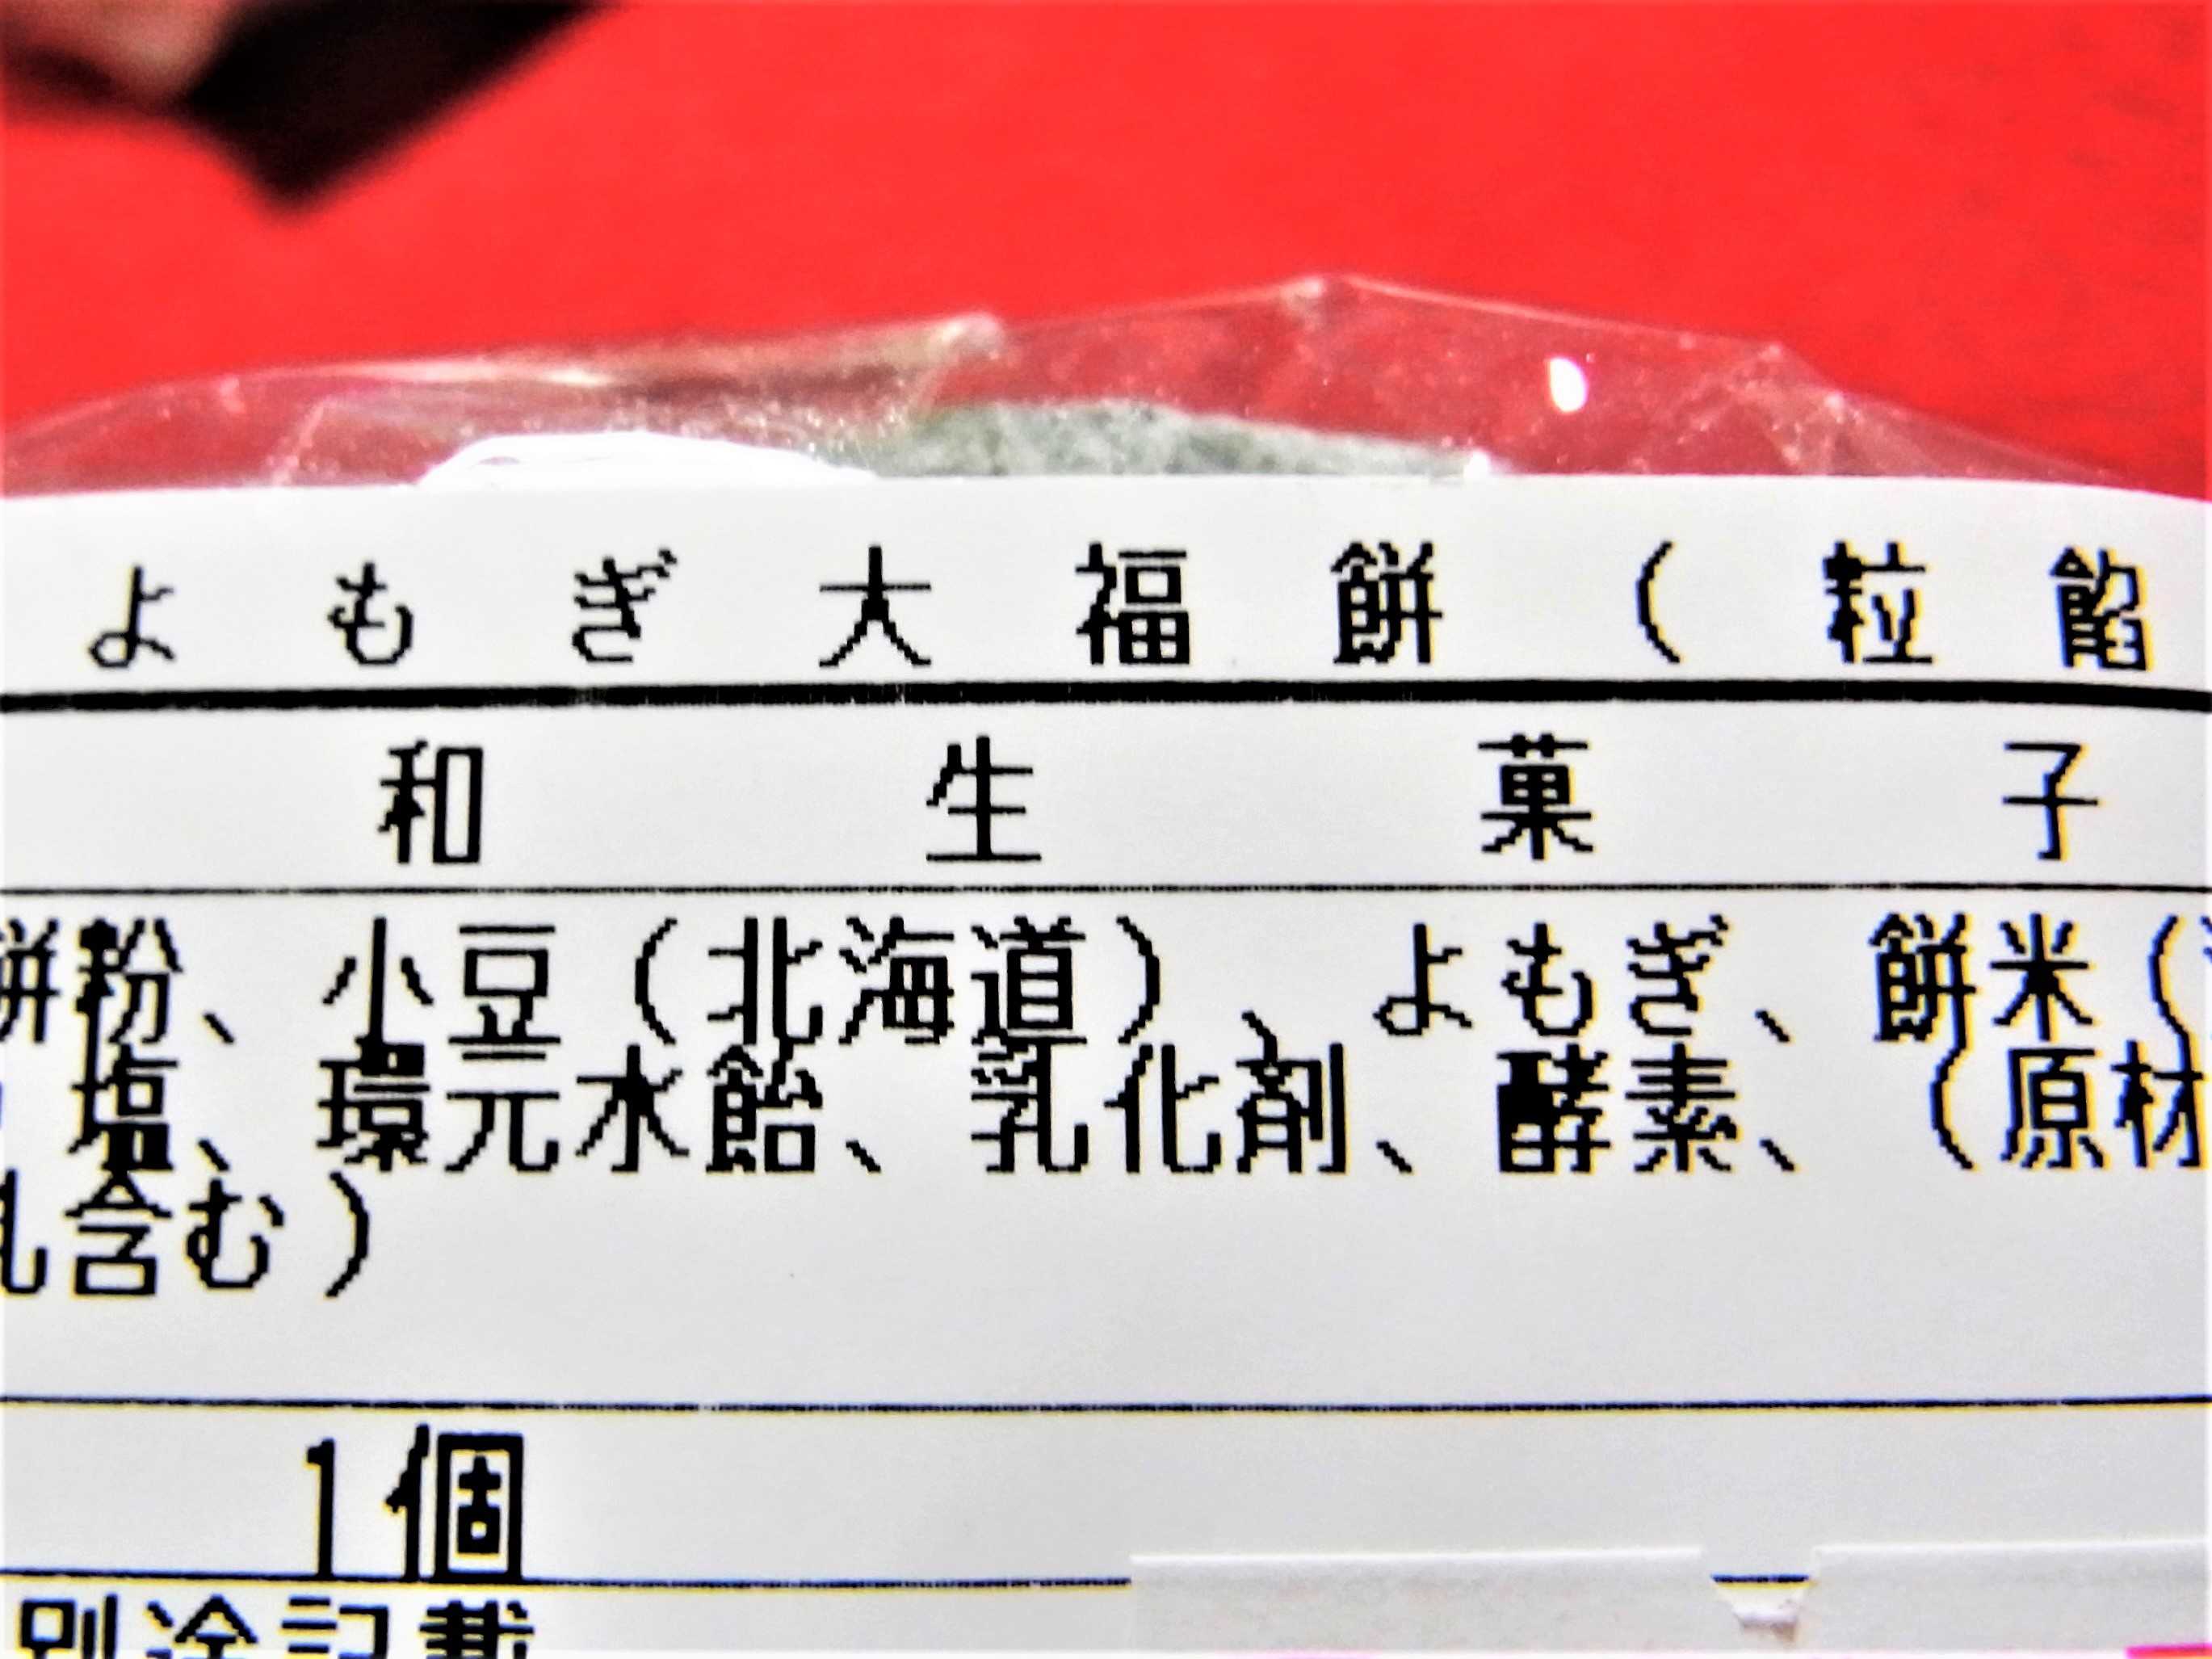 よもぎ大福餅(粒餡
和生菓子
餅粉、小豆(北海道)、よもぎ、餅米(
塩、環元水飴、乳化剤、酵素、(原材
乳含む)
1個
別途記載